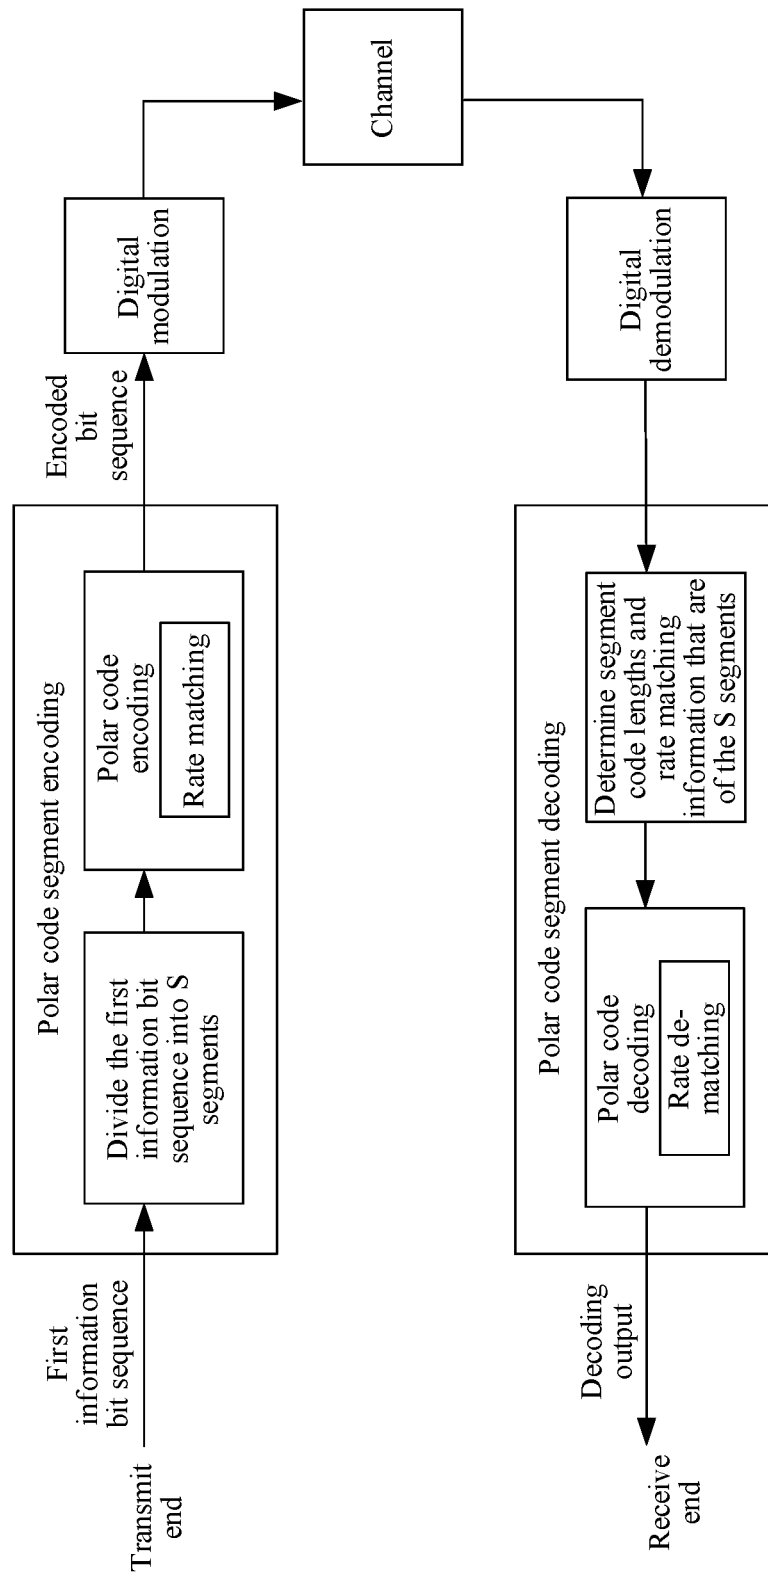 Transmit
end
First
information
bit sequence
Polar code segment encoding
Divide the first
information bit
sequence into S
segments
Polar code
encoding
Rate matching
Encoded
bit
sequence
Digital
modulation
Channel
Digital
demodulation
Polar code segment decoding
Determine segment
code lengths and
rate matching
information that are
of the S segments
Polar code
decoding
Rate de-
matching
Decoding
output
Receive
end